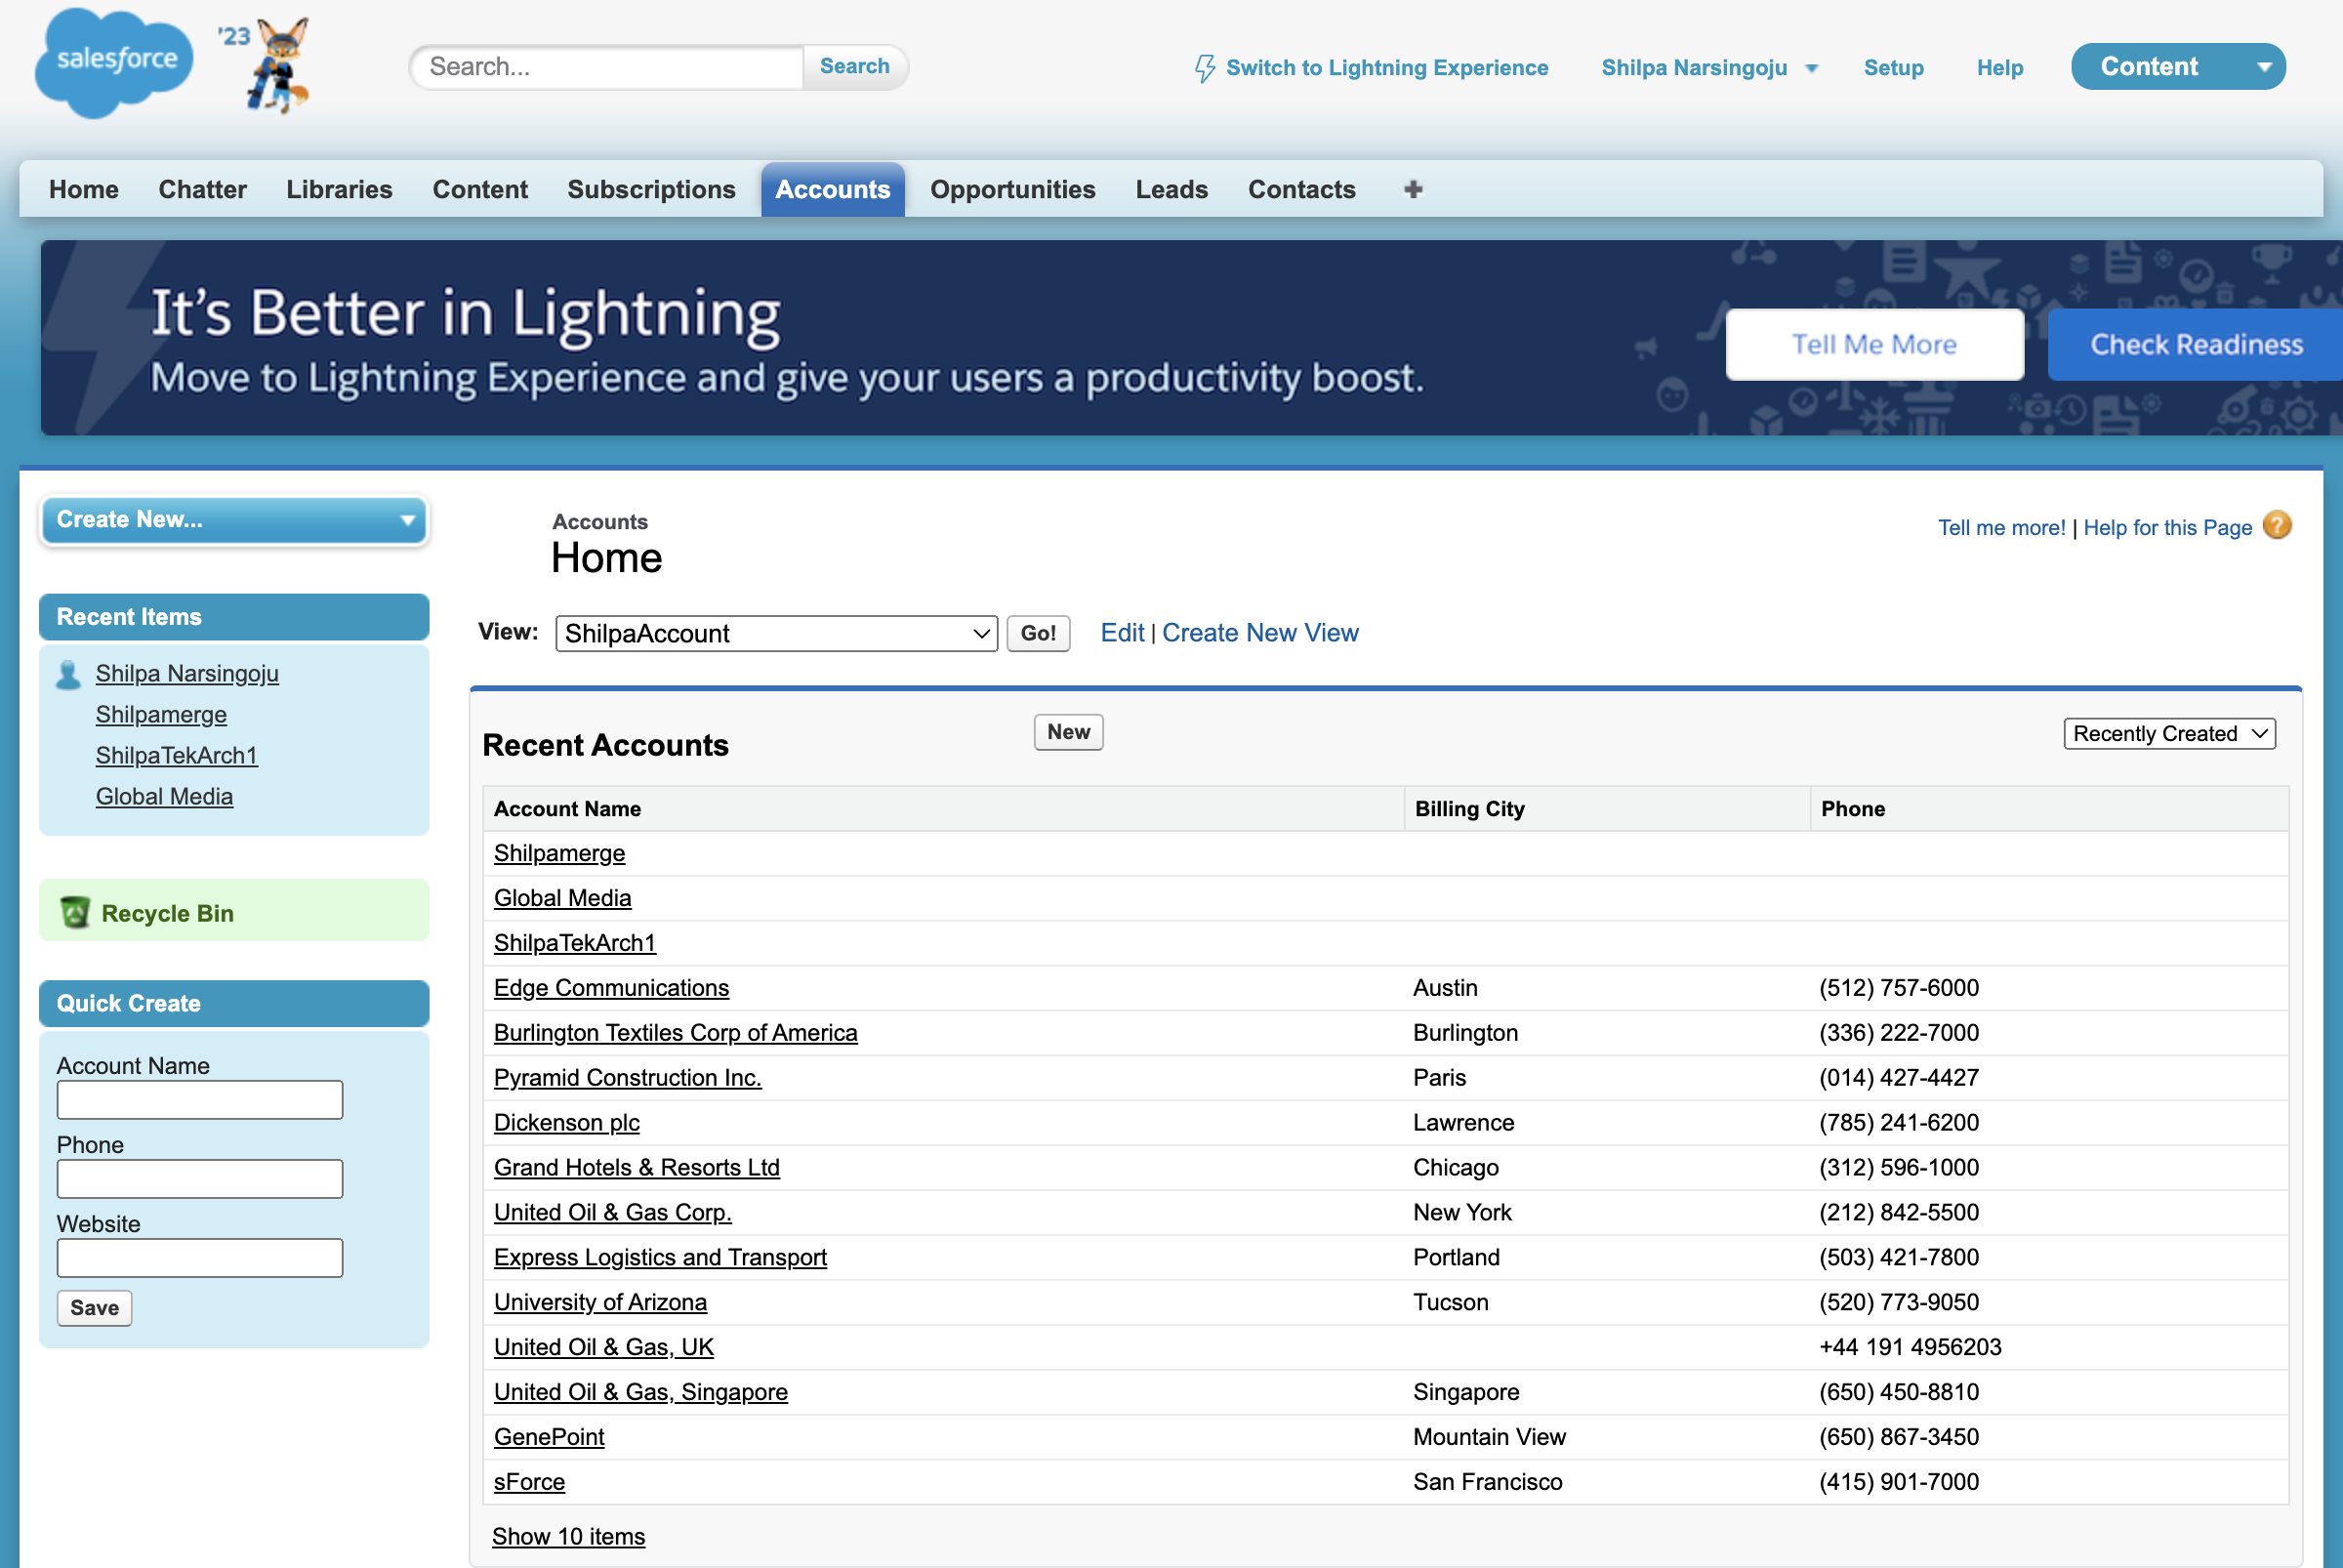 salesforce
'23
Search...
Search
Switch to Lightning Experience
Shilpa Narsingoju
Setup
Help
Content
Home
Chatter
Libraries
Content
Subscriptions
Accounts
Opportunities
Leads
Contacts
+
It's Better in Lightning
Move to Lightning Experience and give your users a productivity boost.
Tell Me More
Check Readiness
Create New...
Recent Items
Shilpa Narsingoju
Shilpamerge
ShilpaTekArch1
Global Media
Recycle Bin
Quick Create
Account Name
Phone
Website
Save
Accounts
Home
Tell me more! | Help for this Page ?
View: ShilpaAccount Go! Edit | Create New View
Recent Accounts New Recently Created
Account Name Billing City Phone
Shilpamerge
Global Media
ShilpaTekArch1
Edge Communications Austin (512) 757-6000
Burlington Textiles Corp of America Burlington (336) 222-7000
Pyramid Construction Inc. Paris (014) 427-4427
Dickenson plc Lawrence (785) 241-6200
Grand Hotels & Resorts Ltd Chicago (312) 596-1000
United Oil & Gas Corp. New York (212) 842-5500
Express Logistics and Transport Portland (503) 421-7800
University of Arizona Tucson (520) 773-9050
United Oil & Gas, UK +44 191 4956203
United Oil & Gas, Singapore Singapore (650) 450-8810
GenePoint Mountain View (650) 867-3450
sForce San Francisco (415) 901-7000
Show 10 items